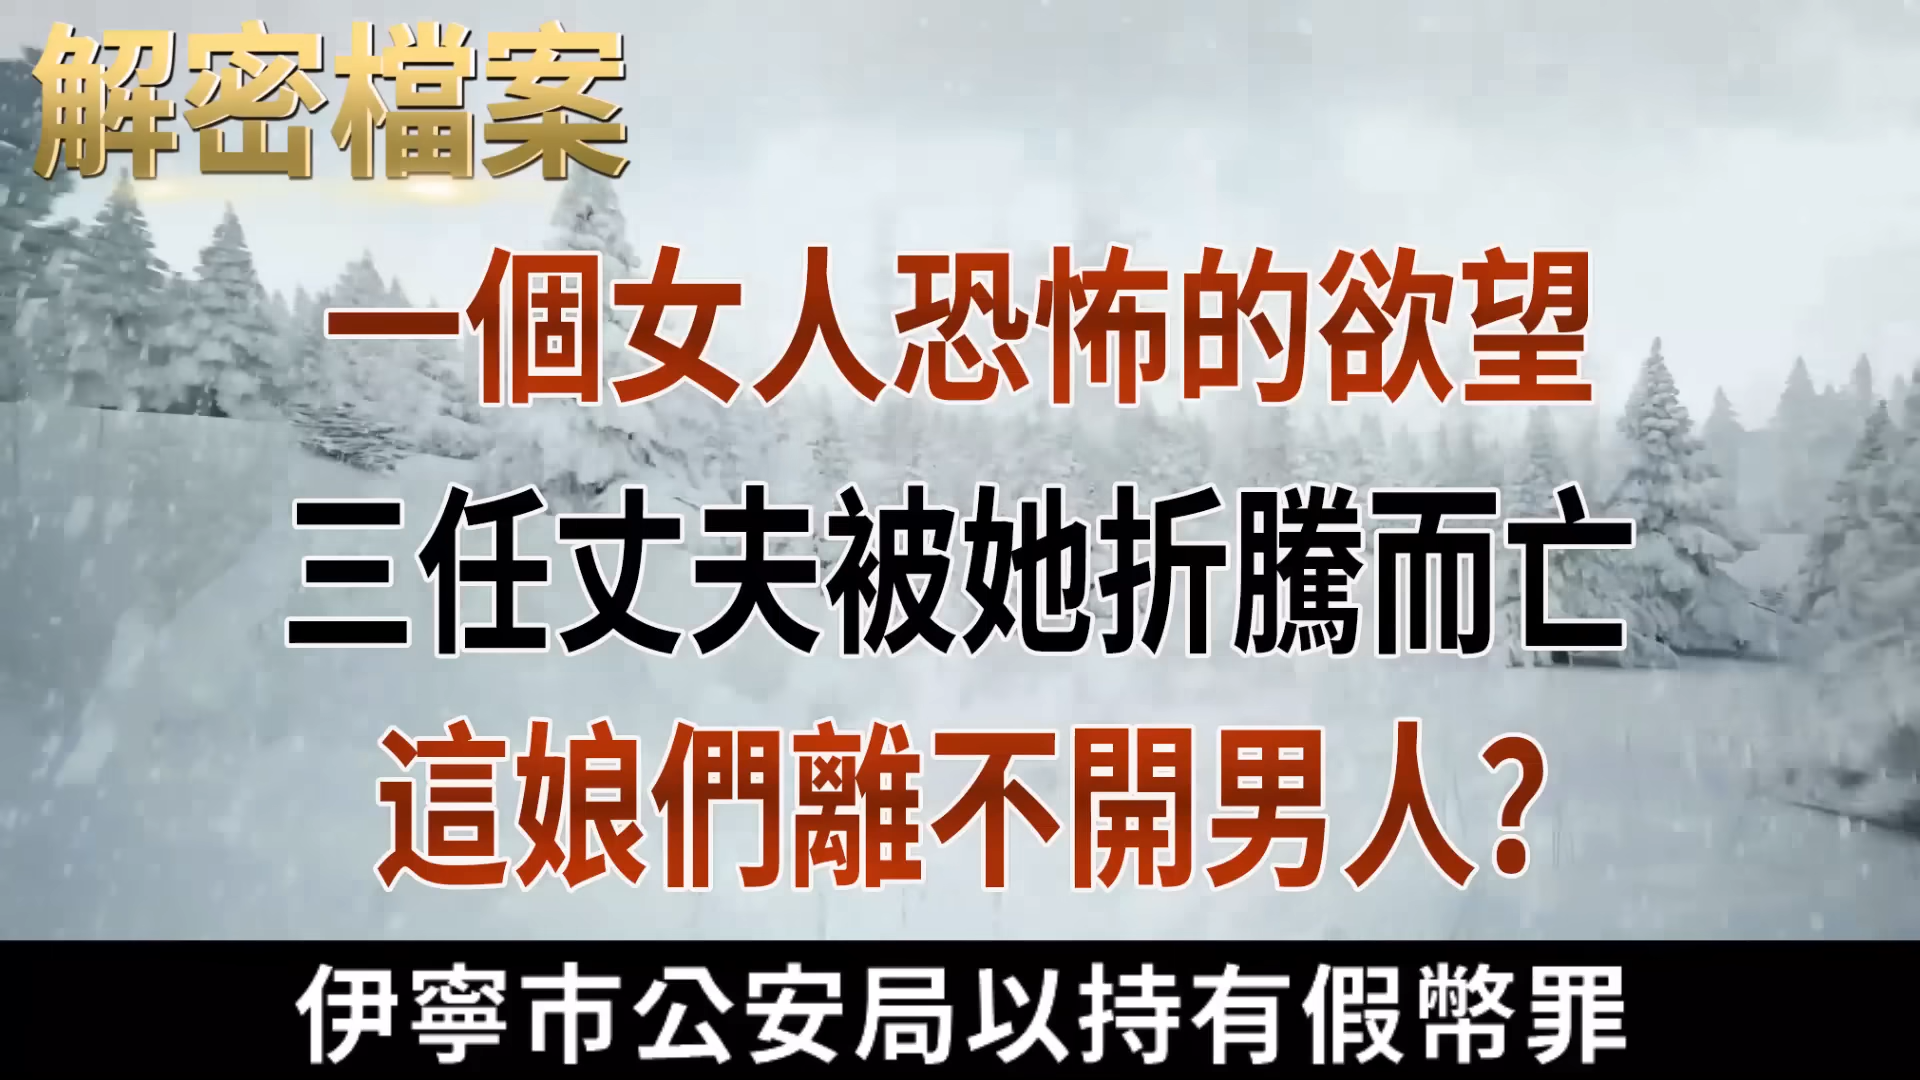 解密檔案
一個女人恐怖的欲望
三任丈夫被她折騰而亡
這娘們離不開男人?
伊寧市公安局以持有假幣罪